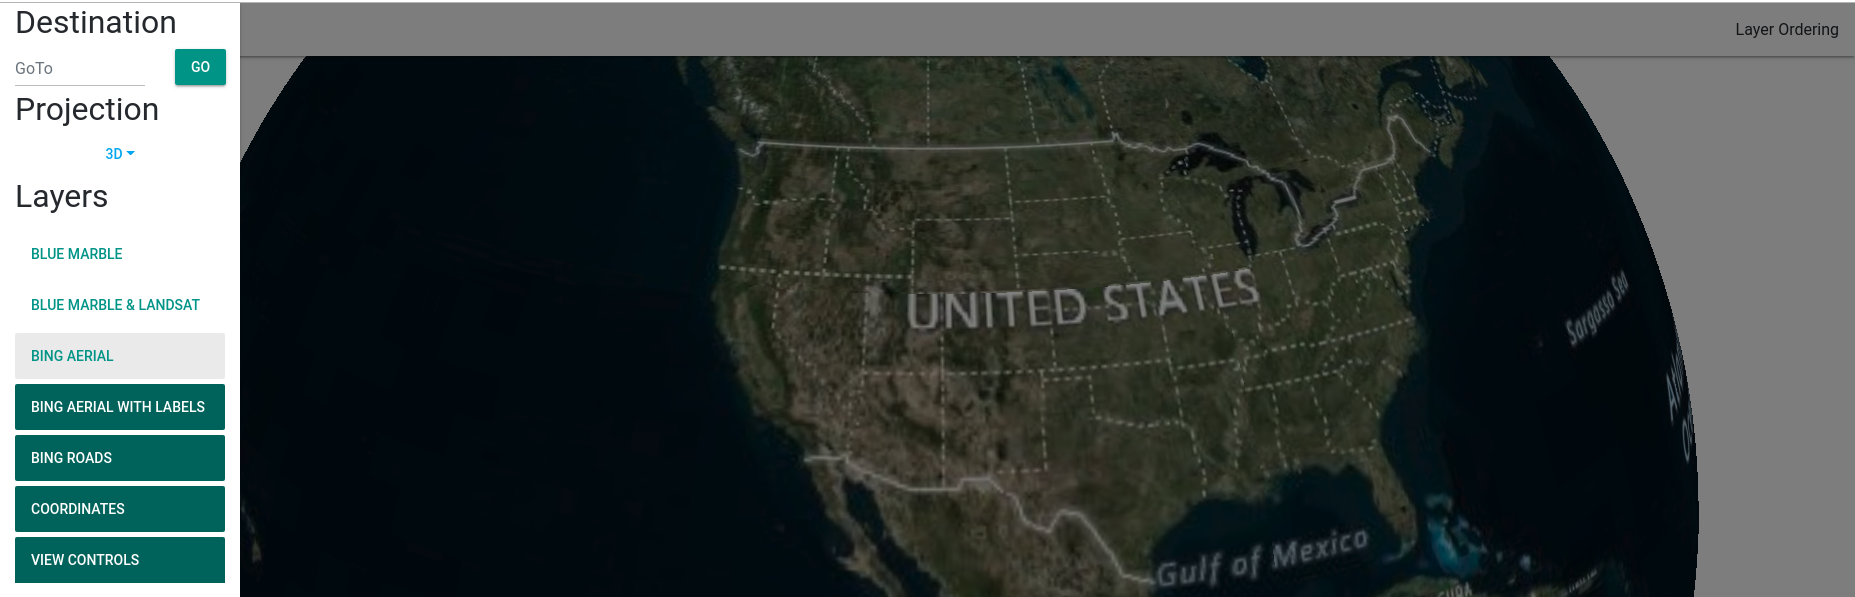 Destination
GoTo
GO
Projection
3D
Layers
BLUE MARBLE
BLUE MARBLE & LANDSAT
BING AERIAL
BING AERIAL WITH LABELS
BING ROADS
COORDINATES
VIEW CONTROLS
Layer Ordering
UNITED STATES
Sargasso Sea
Gulf of Mexico